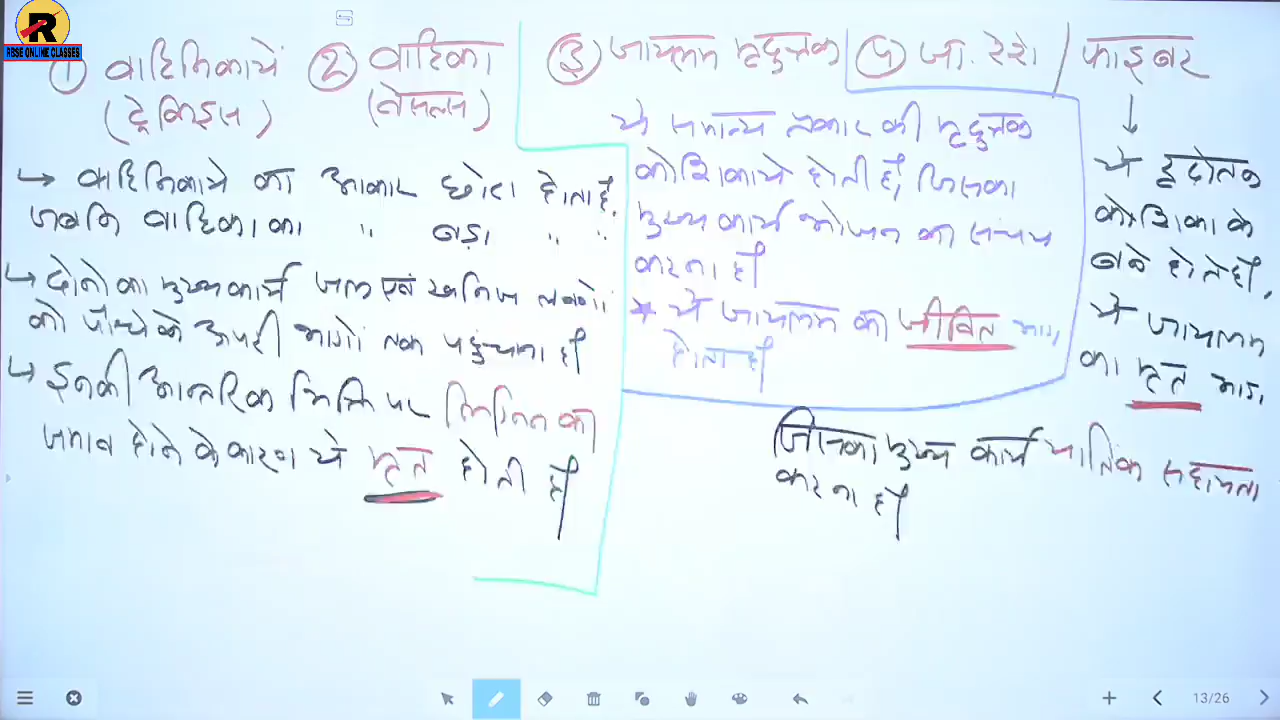 R
RBSE ONLINE CLASSES
① वाहिनिकायें
(ट्रेकिड्स)
② वाहिका
(वेसल्स)
→ वाहिनिकाये का आकार छोटा होता है,
जबकि वाहिका का " बड़ा " "
→ दोनो का मुख्य कार्य जल एवं खनिज लवणों
को पौधे के ऊपरी भागों तक पहुंचाना है
→ इनकी आन्तरिक भित्ति पर लिग्निन का
जमाव होने के कारण ये मृत होती है
③ जायलम मृदुतक
ये सामान्य प्रकार की मृदुतक
कोशिकाये होती है, जिसका
मुख्य कार्य भोजन का संचय
करना है
* ये जायलम का जीवित भाग
होता है
④ जा. रेशे / फाइबर
ये दृढोतक
कोशिका के
बने होते है,
ये जायलम
का मृत भाग,
जिसका मुख्य कार्य यांत्रिक सहायता
करना है
13/26